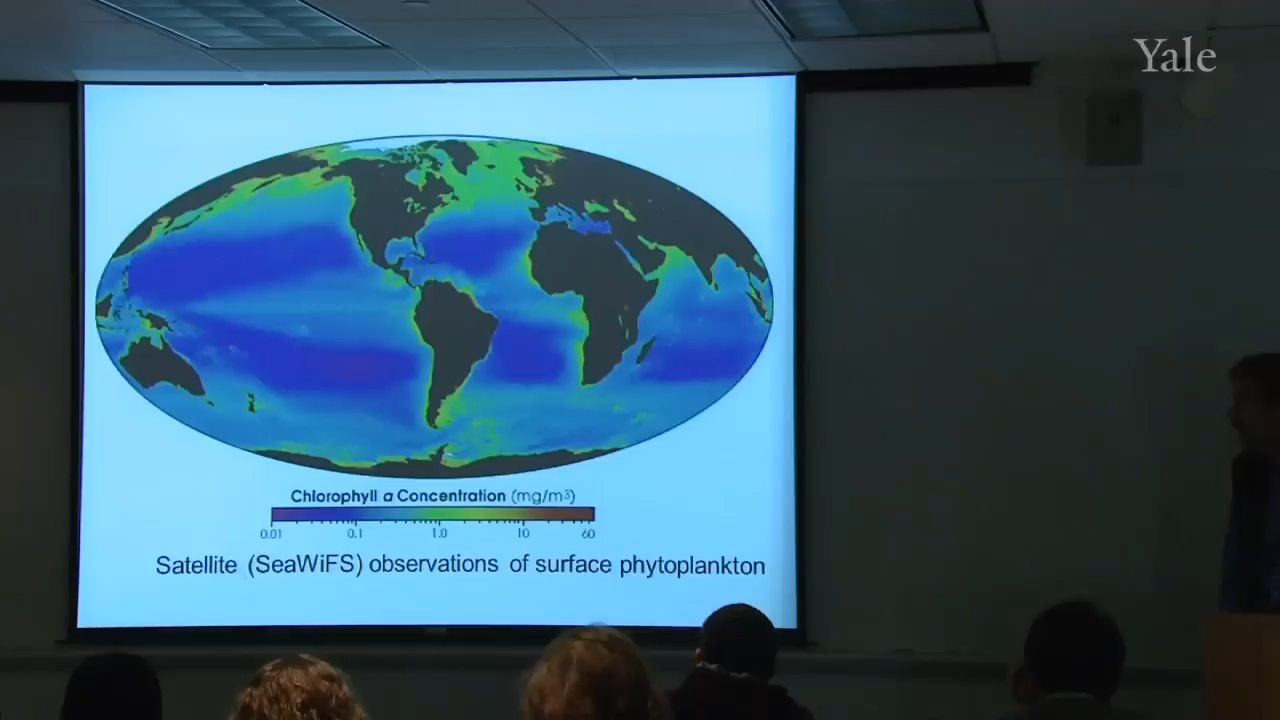 Yale
Chlorophyll a Concentration (mg/m³)
0.01 0.1 1.0 10 60
Satellite (SeaWiFS) observations of surface phytoplankton